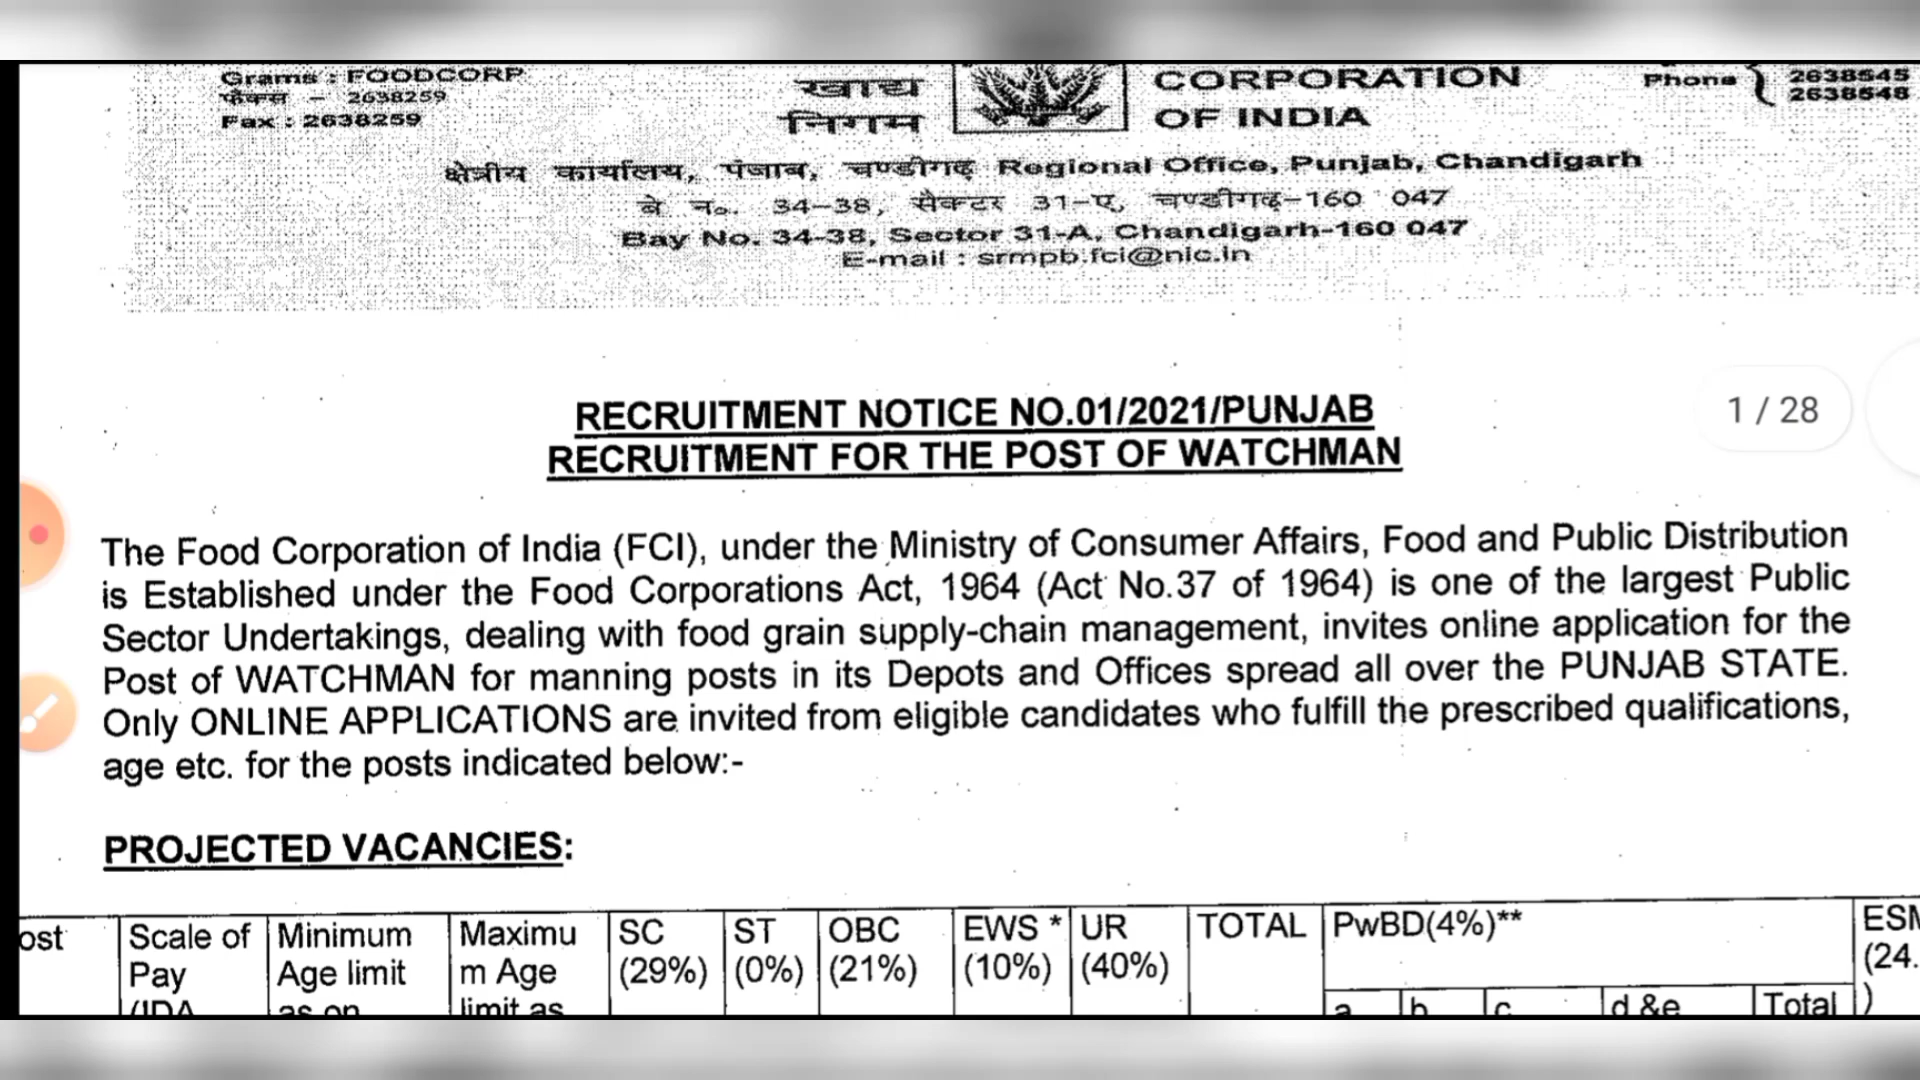 Grams : FOODCORP
फैक्स – 2638259
Fax : 2638259
खाद्य
निगम
CORPORATION
OF INDIA
Phone
2638545
2638548
क्षेत्रीय कार्यालय, पंजाब, चण्डीगढ़ Regional Office, Punjab, Chandigarh
बे नं. 34–38, सैक्टर 31–ए, चण्डीगढ़–160 047
Bay No. 34-38, Sector 31-A, Chandigarh-160 047
E-mail : srmpb.fci@nic.in
RECRUITMENT NOTICE NO.01/2021/PUNJAB
RECRUITMENT FOR THE POST OF WATCHMAN
1 / 28
The Food Corporation of India (FCI), under the Ministry of Consumer Affairs, Food and Public Distribution
is Established under the Food Corporations Act, 1964 (Act No.37 of 1964) is one of the largest Public
Sector Undertakings, dealing with food grain supply-chain management, invites online application for the
Post of WATCHMAN for manning posts in its Depots and Offices spread all over the PUNJAB STATE.
Only ONLINE APPLICATIONS are invited from eligible candidates who fulfill the prescribed qualifications,
age etc. for the posts indicated below:-
PROJECTED VACANCIES:
ost Scale of Minimum Maximu SC ST OBC EWS * UR TOTAL PwBD(4%)** ESM
Pay Age limit m Age (29%) (0%) (21%) (10%) (40%) (24.
(IDA as on limit as a b c d &e Total )